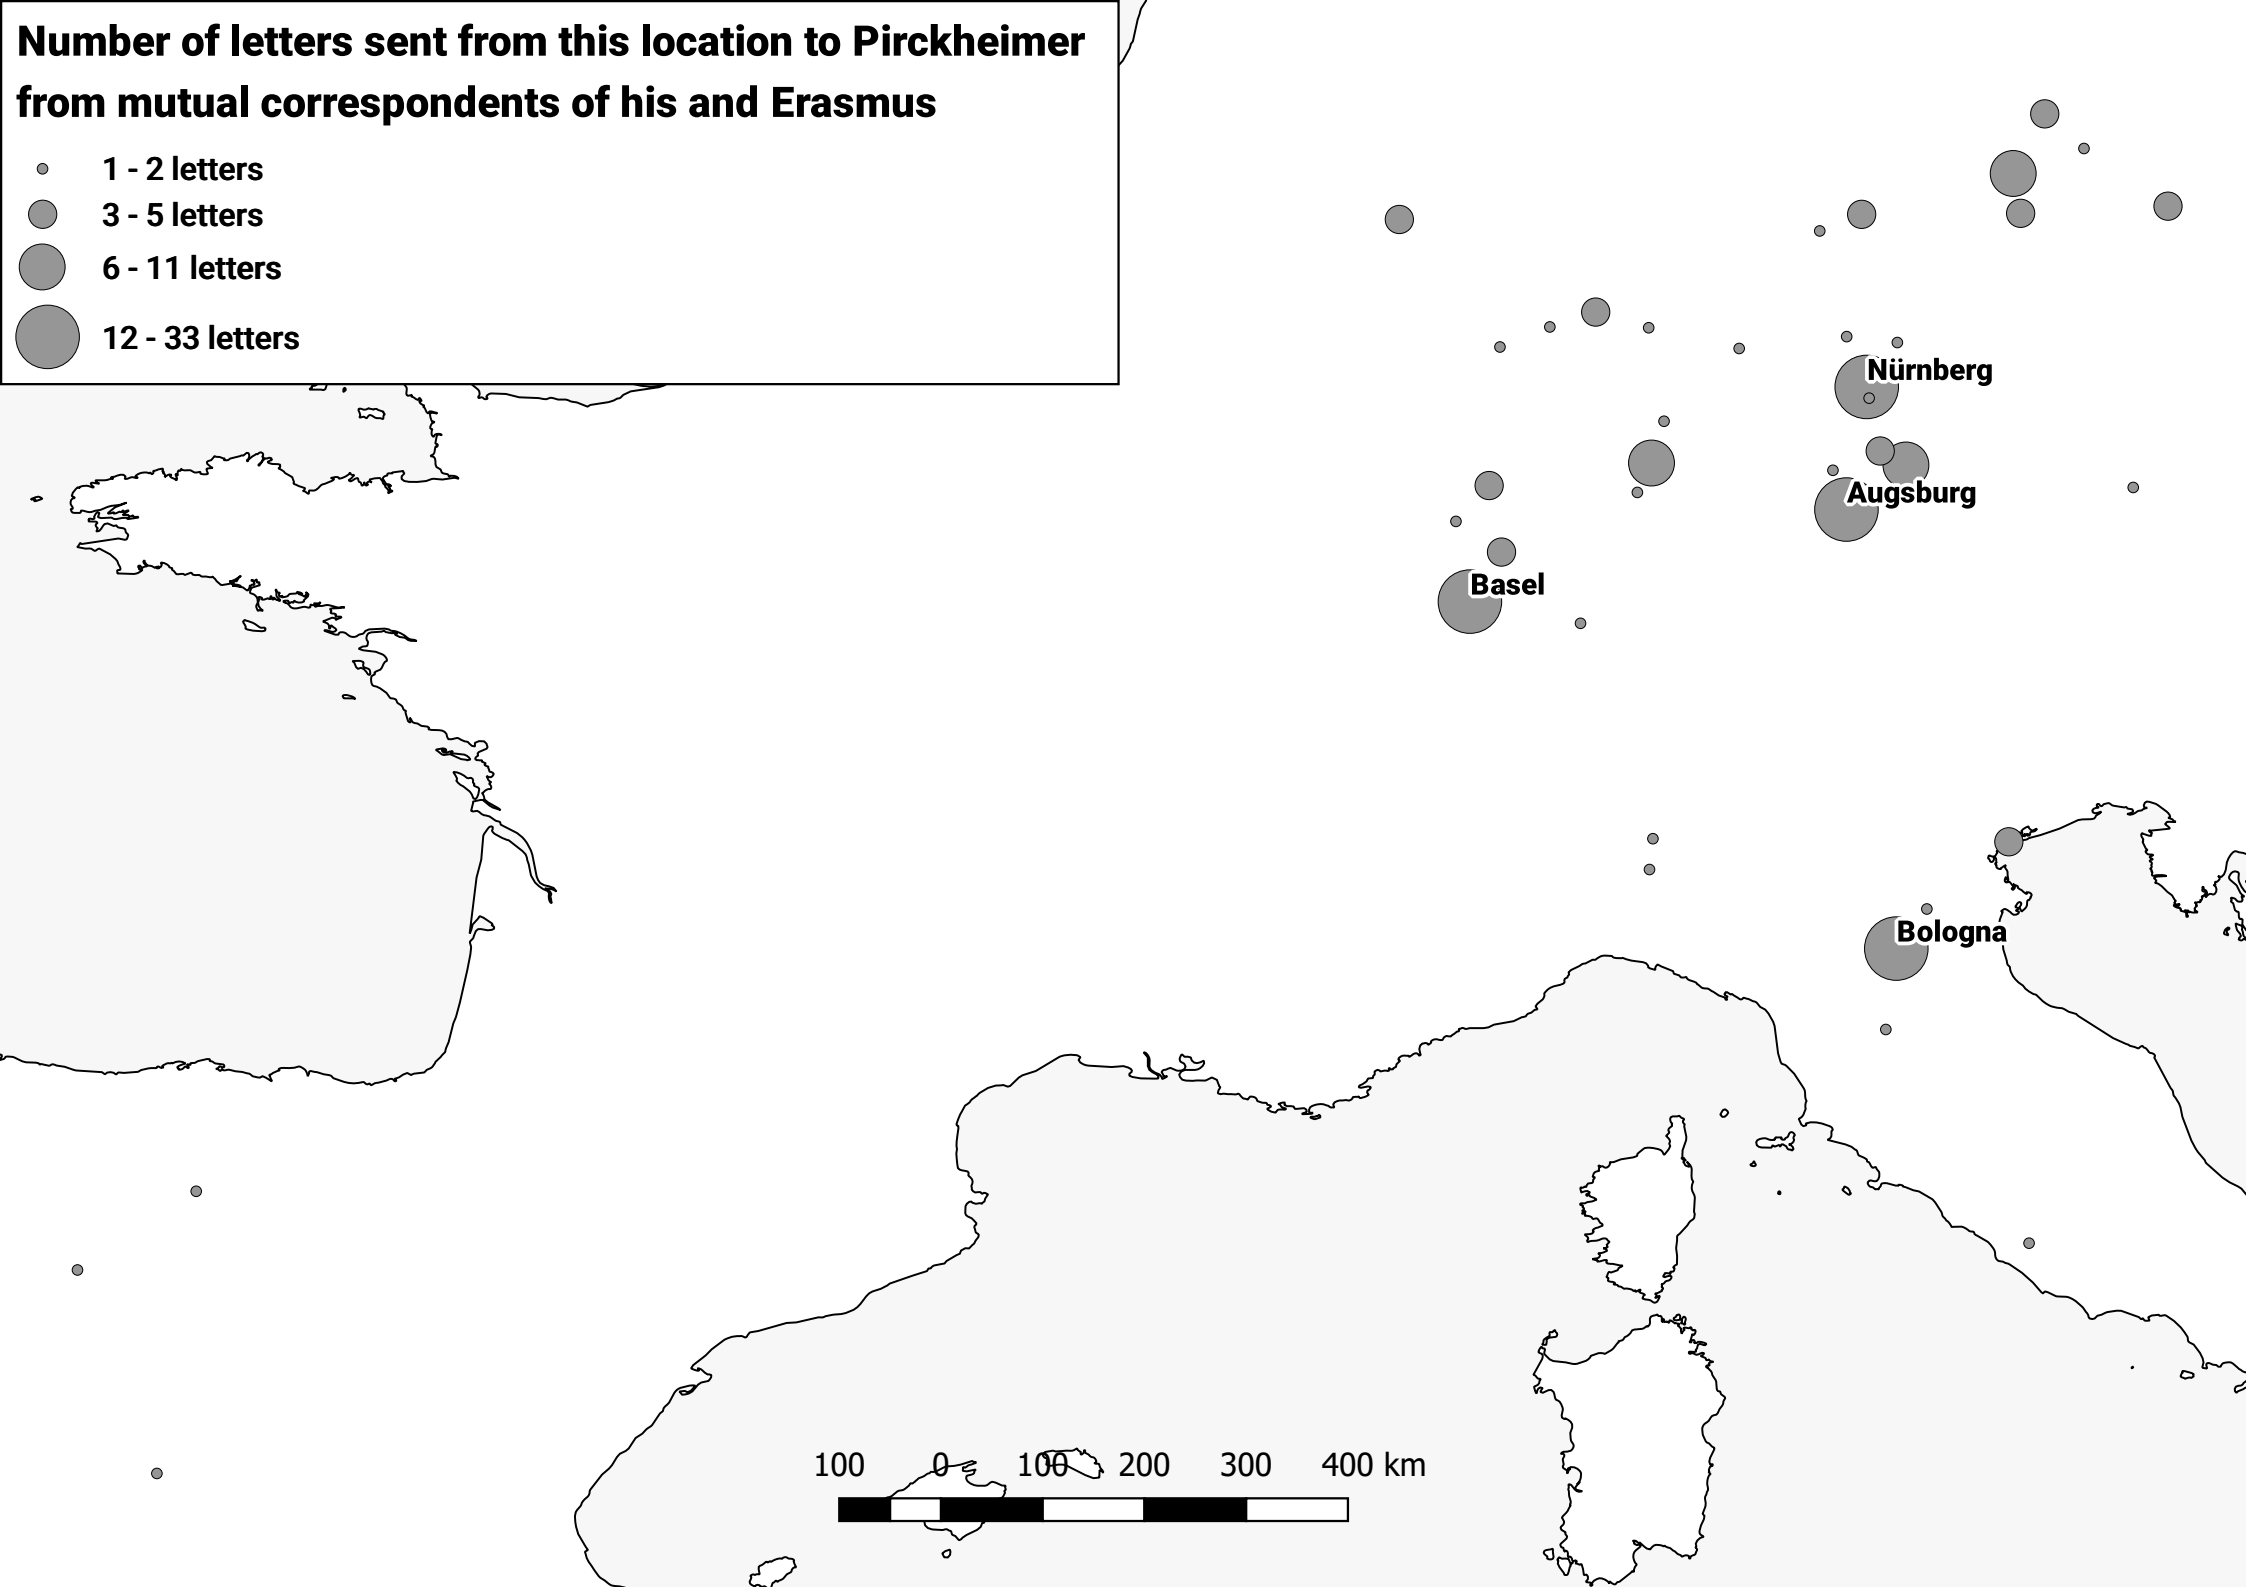 Number of letters sent from this location to Pirckheimer
from mutual correspondents of his and Erasmus
1 - 2 letters
3 - 5 letters
6 - 11 letters
12 - 33 letters
Nürnberg
Augsburg
Basel
Bologna
100 0 100 200 300 400 km